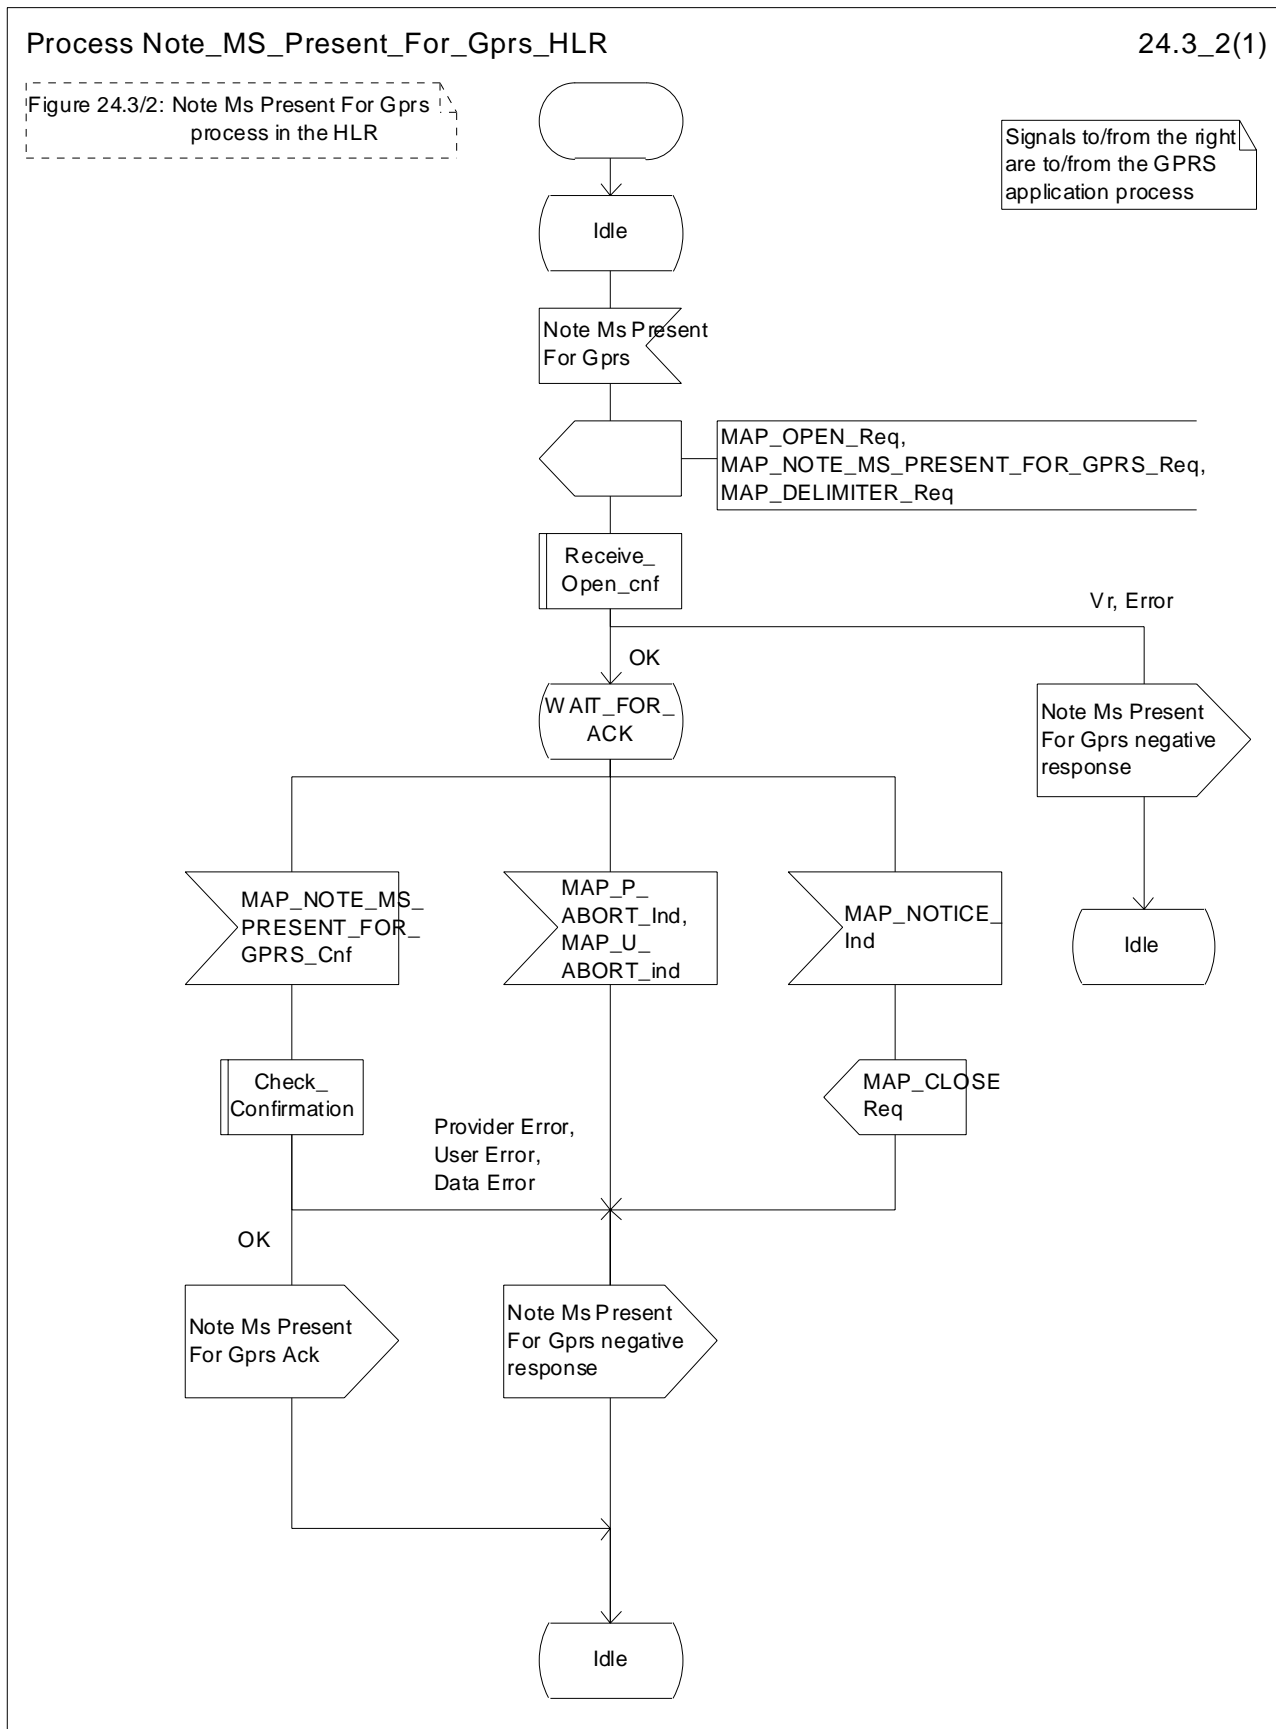 Process Note_MS_Present_For_Gprs_HLR
24.3_2(1)
Figure 24.3/2: Note Ms Present For Gprs
process in the HLR
Signals to/from the right
are to/from the GPRS
application process
Idle
Note Ms Present
For Gprs
MAP_OPEN_Req,
MAP_NOTE_MS_PRESENT_FOR_GPRS_Req,
MAP_DELIMITER_Req
Receive_
Open_cnf
Vr, Error
OK
WAIT_FOR_
ACK
Note Ms Present
For Gprs negative
response
MAP_NOTE_MS_
PRESENT_FOR_
GPRS_Cnf
MAP_P_
ABORT_Ind,
MAP_U_
ABORT_ind
MAP_NOTICE_
Ind
Idle
Check_
Confirmation
MAP_CLOSE
Req
Provider Error,
User Error,
Data Error
OK
Note Ms Present
For Gprs Ack
Note Ms Present
For Gprs negative
response
Idle